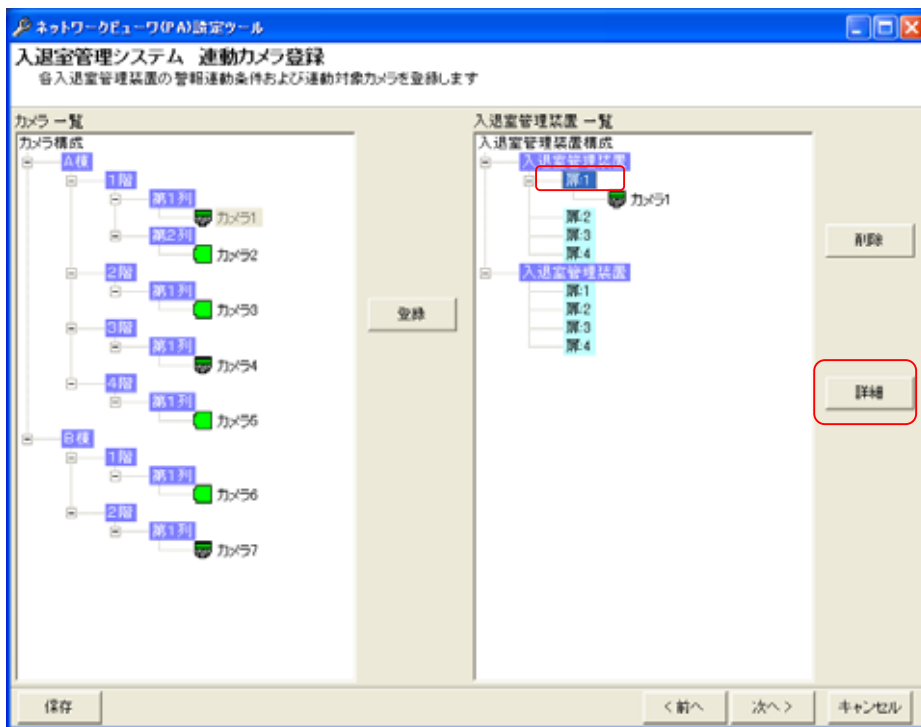 ネットワークビューワ(PA)設定ツール
入退室管理システム 連動カメラ登録
各入退室管理装置の警報連動条件および連動対象カメラを登録します
カメラ一覧
カメラ構成
A棟
1階
第1列
カメラ1
第2列
カメラ2
2階
第1列
カメラ3
3階
第1列
カメラ4
4階
第1列
カメラ5
B棟
1階
第1列
カメラ6
2階
第1列
カメラ7
登録
入退室管理装置 一覧
入退室管理装置構成
入退室管理装置
扉:1
カメラ1
扉:2
扉:3
扉:4
入退室管理装置
扉:1
扉:2
扉:3
扉:4
削除
詳細
保存
<前へ
次へ>
キャンセル